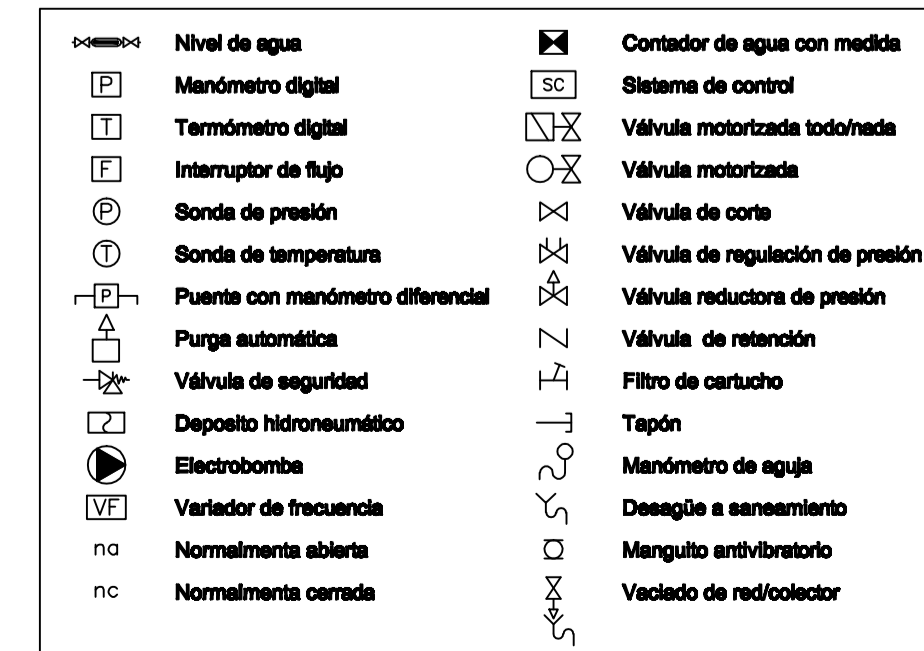 Nivel de agua
P Manómetro digital
T Termómetro digital
F Interruptor de flujo
P Sonda de presión
T Sonda de temperatura
P Puente con manómetro diferencial
Purga automática
Válvula de seguridad
Deposito hidroneumático
Electrobomba
VF Variador de frecuencia
na Normalmenta abierta
nc Normalmenta cerrada
Contador de agua con medida
SC Sistema de control
Válvula motorizada todo/nada
Válvula motorizada
Válvula de corte
Válvula de regulación de presión
Válvula reductora de presión
Válvula de retención
Filtro de cartucho
Tapón
Manómetro de aguja
Desagüe a saneamiento
Manguito antivibratorio
Vaciado de red/colector